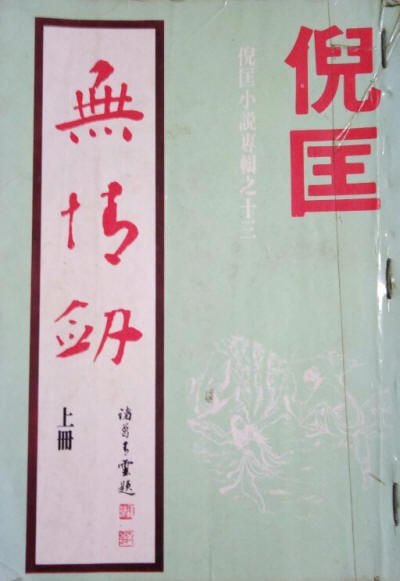 倪匡
倪匡小說專輯之十三
無情劍
上冊
諸葛青雲題